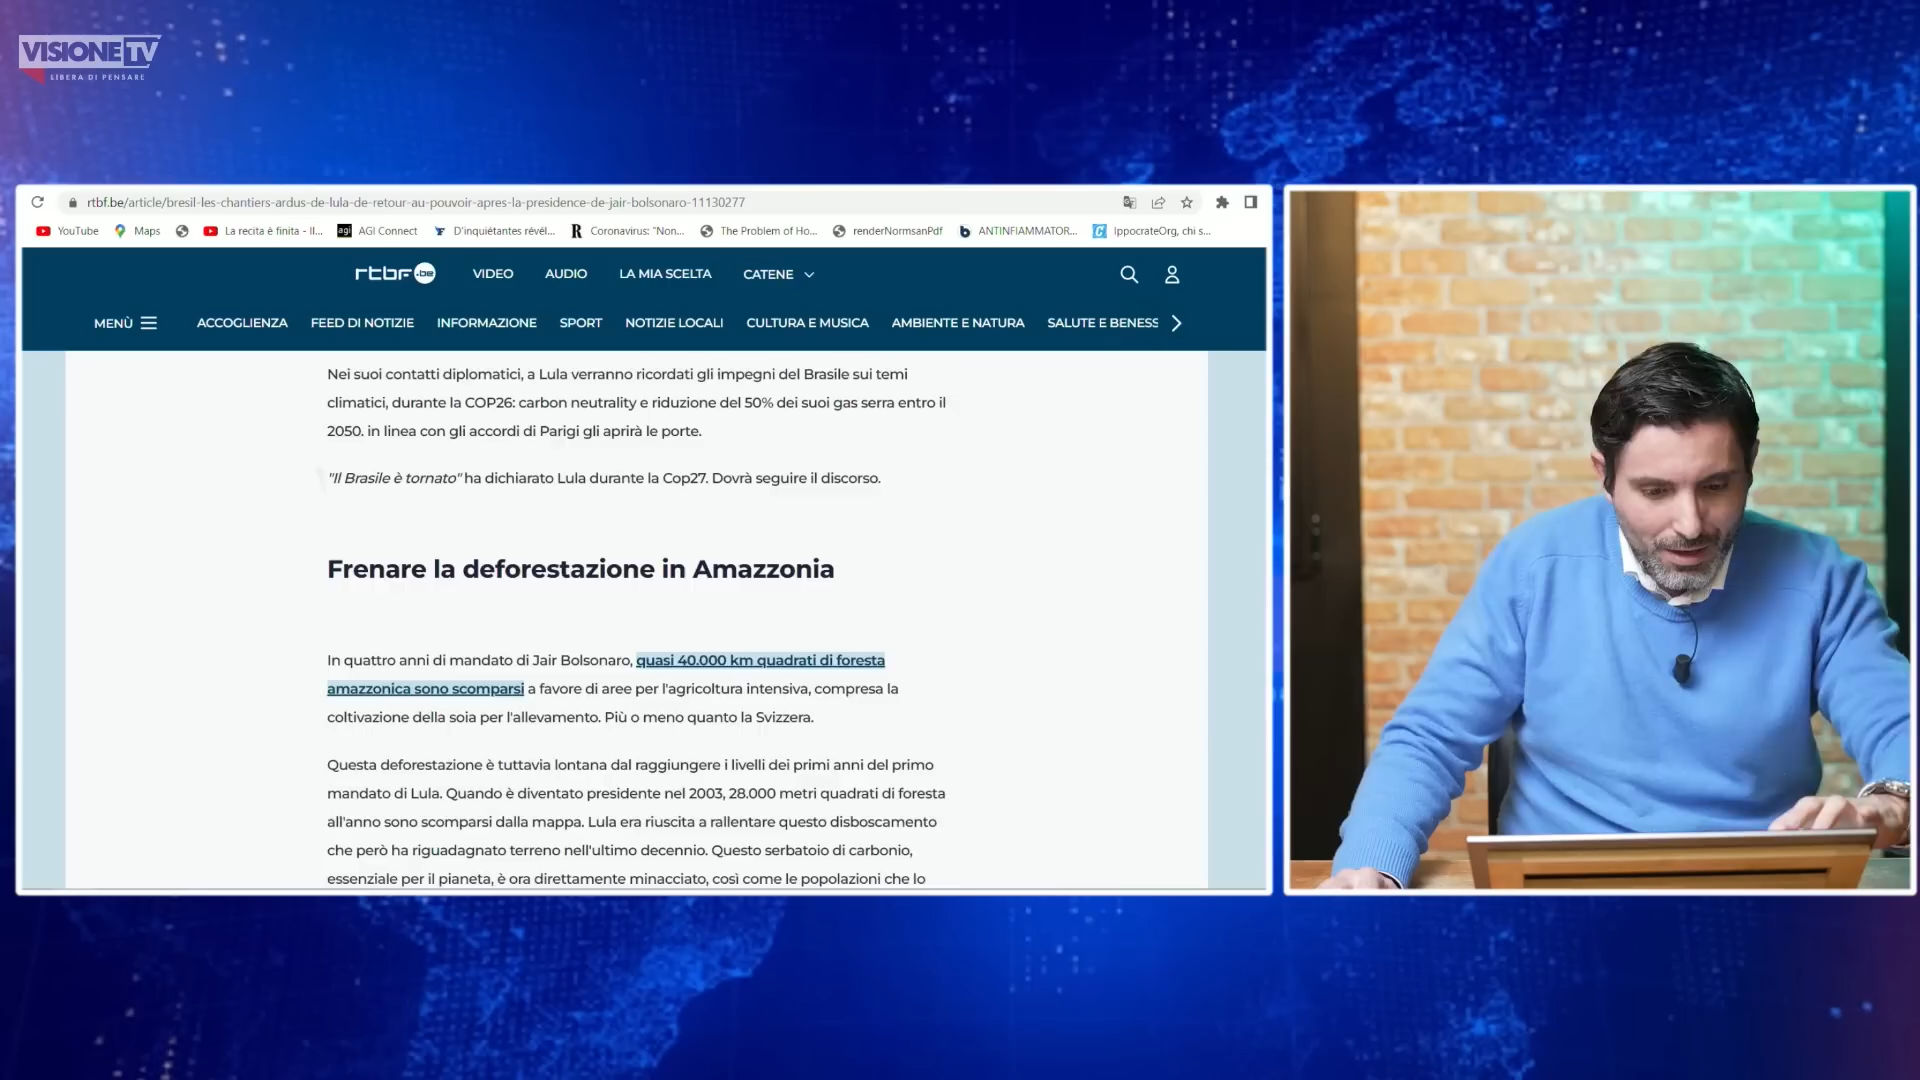 VISIONE TV
LIBERA DI PENSARE
rtbf.be/article/bresil-les-chantiers-ardus-de-lula-de-retour-au-pouvoir-apres-la-presidence-de-jair-bolsonaro-11130277
YouTube Maps La recita è finita - Il... AGI Connect D'inquiétantes révél... Coronavirus: "Non... The Problem of Ho... renderNormsanPdf ANTINFIAMMATOR... IppocrateOrg, chi s...
rtbf.be VIDEO AUDIO LA MIA SCELTA CATENE
MENÙ ACCOGLIENZA FEED DI NOTIZIE INFORMAZIONE SPORT NOTIZIE LOCALI CULTURA E MUSICA AMBIENTE E NATURA SALUTE E BENESS
Nei suoi contatti diplomatici, a Lula verranno ricordati gli impegni del Brasile sui temi
climatici, durante la COP26: carbon neutrality e riduzione del 50% dei suoi gas serra entro il
2050. in linea con gli accordi di Parigi gli aprirà le porte.
"Il Brasile è tornato" ha dichiarato Lula durante la Cop27. Dovrà seguire il discorso.
Frenare la deforestazione in Amazzonia
In quattro anni di mandato di Jair Bolsonaro, quasi 40.000 km quadrati di foresta
amazzonica sono scomparsi a favore di aree per l'agricoltura intensiva, compresa la
coltivazione della soia per l'allevamento. Più o meno quanto la Svizzera.
Questa deforestazione è tuttavia lontana dal raggiungere i livelli dei primi anni del primo
mandato di Lula. Quando è diventato presidente nel 2003, 28.000 metri quadrati di foresta
all'anno sono scomparsi dalla mappa. Lula era riuscita a rallentare questo disboscamento
che però ha riguadagnato terreno nell'ultimo decennio. Questo serbatoio di carbonio,
essenziale per il pianeta, è ora direttamente minacciato, così come le popolazioni che lo